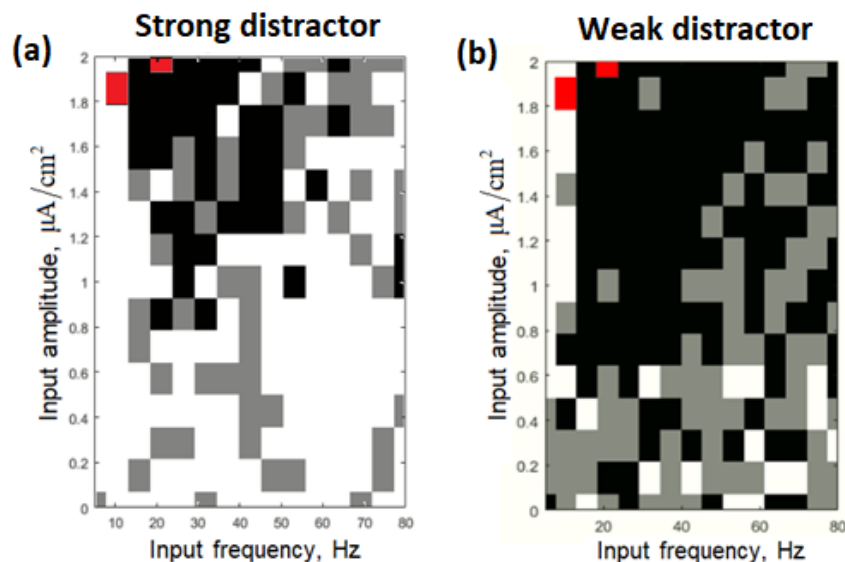 Strong distractor
Weak distractor
(a)
(b)
Input amplitude, μA/cm²
2
1.8
1.6
1.4
1.2
1
0.8
0.6
0.4
0.2
0
10 20 30 40 50 60 70 80
Input frequency, Hz
Input amplitude, μA/cm²
2
1.8
1.6
1.4
1.2
1
0.8
0.6
0.4
0.2
0
20 40 60 80
Input frequency, Hz